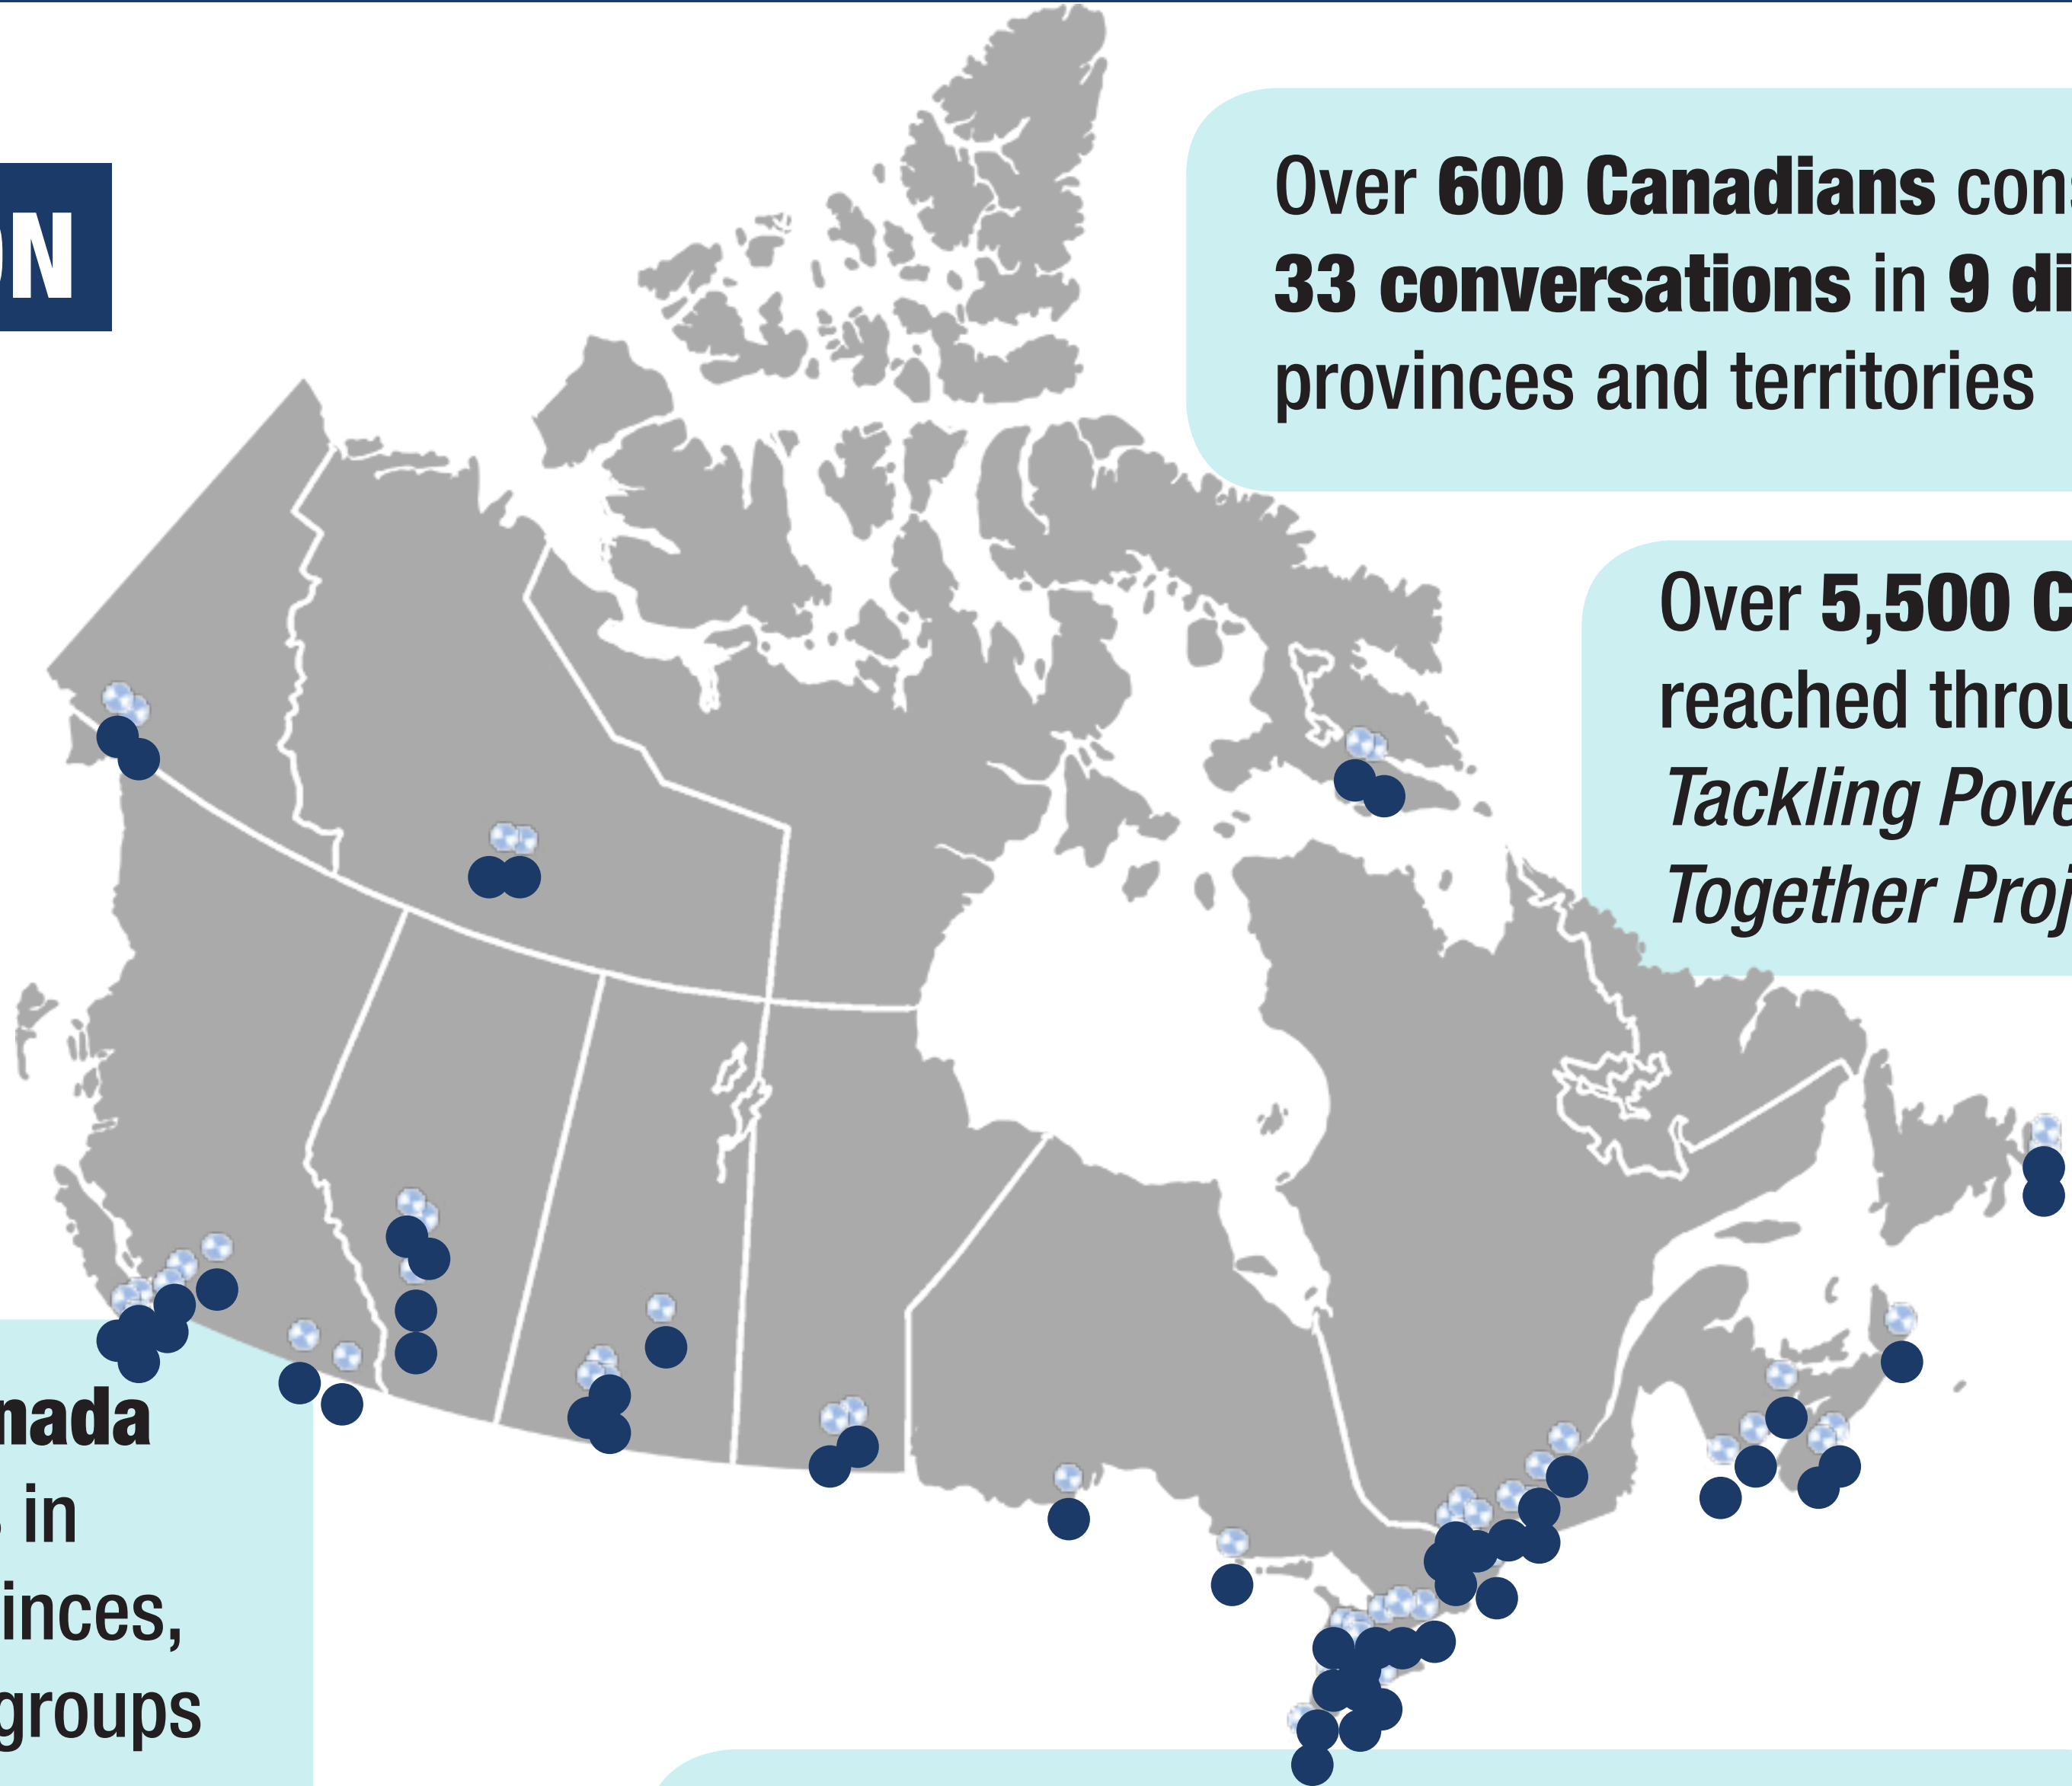 ON
Over 600 Canadians cons
33 conversations in 9 di
provinces and territories
Over 5,500 C
reached throu
Tackling Pove
Together Proj
nada
s in
inces,
groups